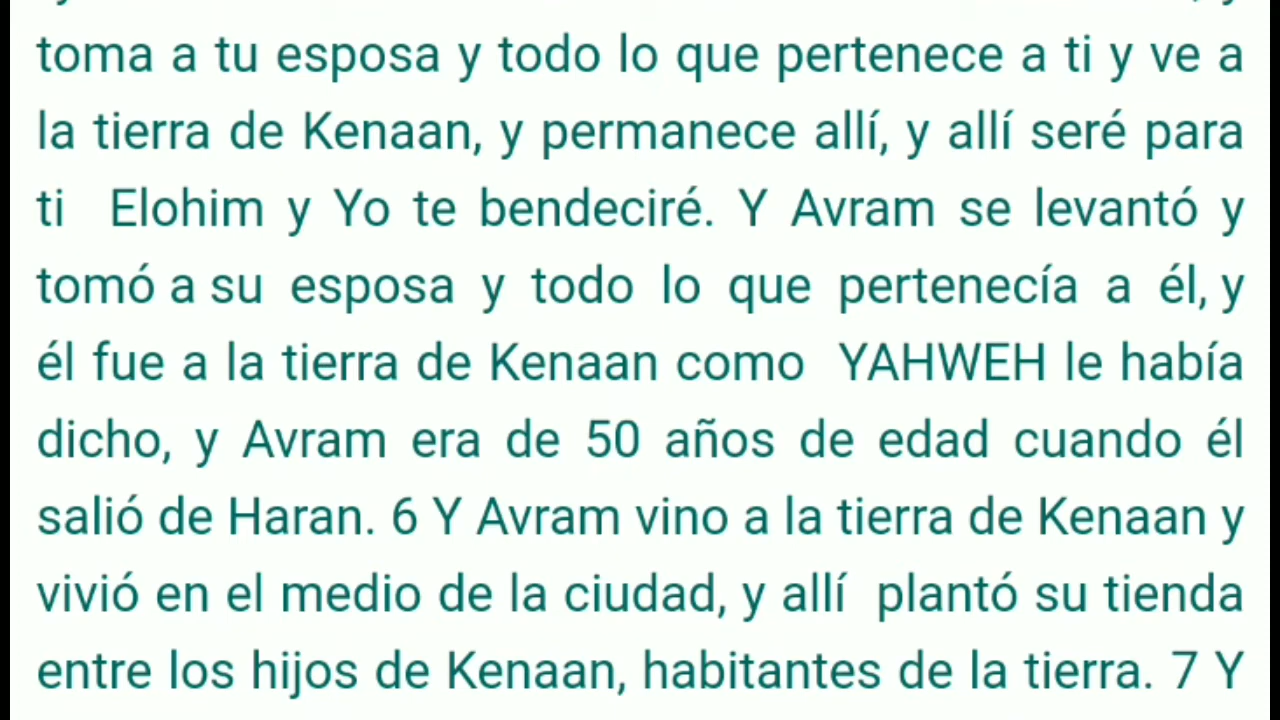 toma a tu esposa y todo lo que pertenece a ti y ve a
la tierra de Kenaan, y permanece allí, y allí seré para
ti Elohim y Yo te bendeciré. Y Avram se levantó y
tomó a su esposa y todo lo que pertenecía a él, y
él fue a la tierra de Kenaan como YAHWEH le había
dicho, y Avram era de 50 años de edad cuando él
salió de Haran. 6 Y Avram vino a la tierra de Kenaan y
vivió en el medio de la ciudad, y allí plantó su tienda
entre los hijos de Kenaan, habitantes de la tierra. 7 Y